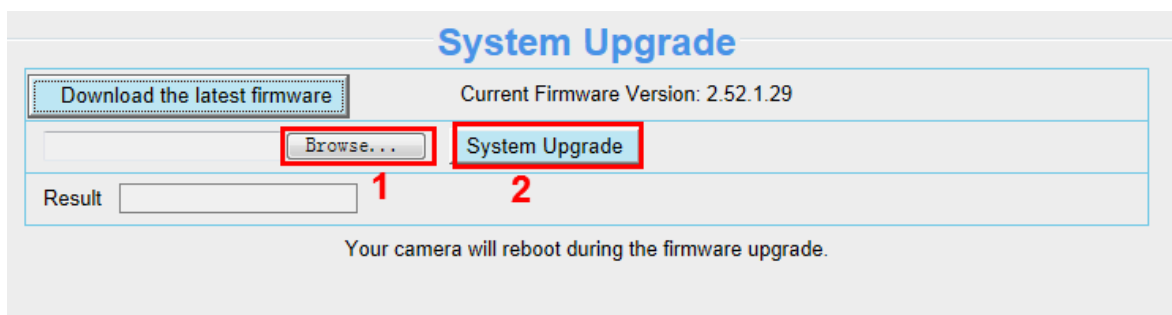 System Upgrade
Download the latest firmware
Current Firmware Version: 2.52.1.29
Browse...
System Upgrade
1
2
Result
Your camera will reboot during the firmware upgrade.